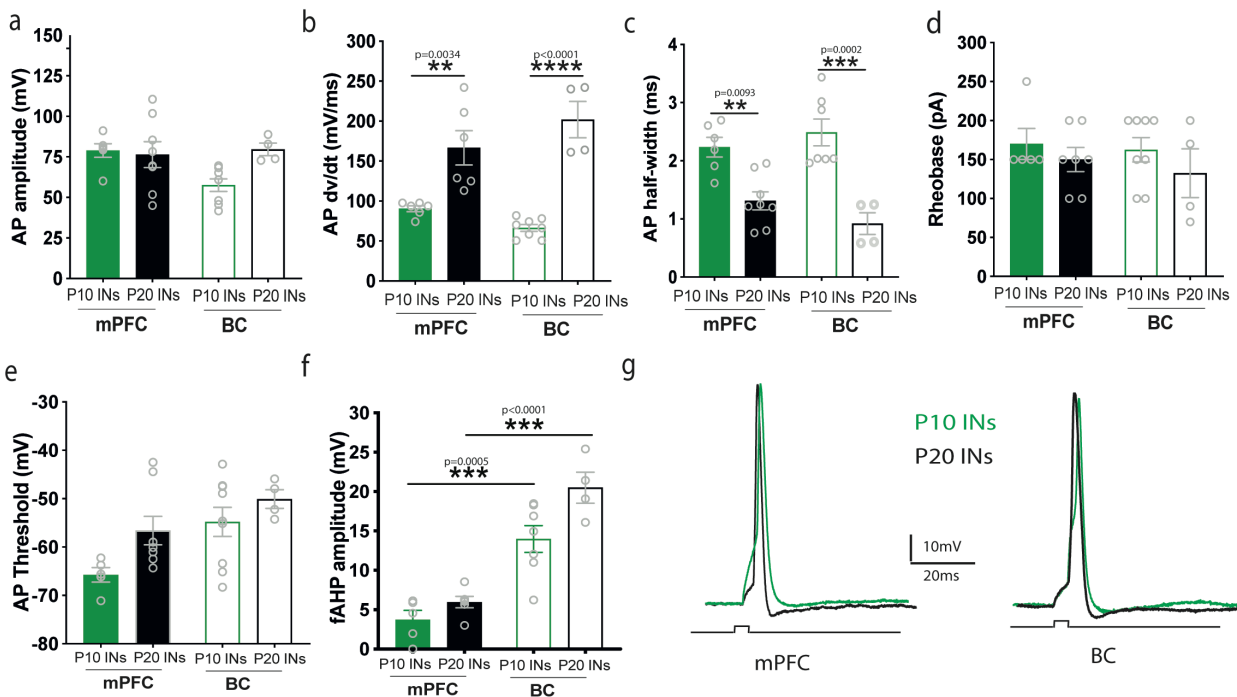 a
AP amplitude (mV)
150
125
100
75
50
25
0
P10 INs P20 INs P10 INs P20 INs
mPFC BC
b
AP dv/dt (mV/ms)
300
250
200
150
100
50
0
p=0.0034
**
p<0.0001
****
P10 INs P20 INs P10 INs P20 INs
mPFC BC
c
AP half-width (ms)
4
3
2
1
0
p=0.0093
**
p=0.0002
***
P10 INs P20 INs P10 INs P20 INs
mPFC BC
d
Rheobase (pA)
300
250
200
150
100
50
0
P10 INs P20 INs P10 INs P20 INs
mPFC BC
e
AP Threshold (mV)
-30
-40
-50
-60
-70
-80
P10 INs P20 INs P10 INs P20 INs
mPFC BC
f
fAHP amplitude (mV)
30
25
20
15
10
5
0
p<0.0001
***
p=0.0005
***
P10 INs P20 INs P10 INs P20 INs
mPFC BC
g
P10 INs
P20 INs
10mV
20ms
mPFC
BC